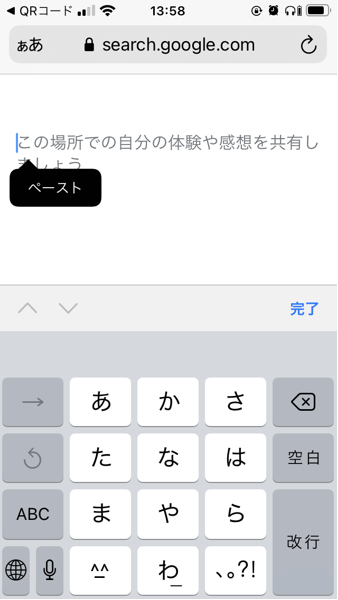 QRコード
13:58
ぁあ
search.google.com
この場所での自分の体験や感想を共有し
ましょう
ペースト
完了
→
あ
か
さ
た
な
は
空白
ABC
ま
や
ら
改行
^^
わ
、。?!